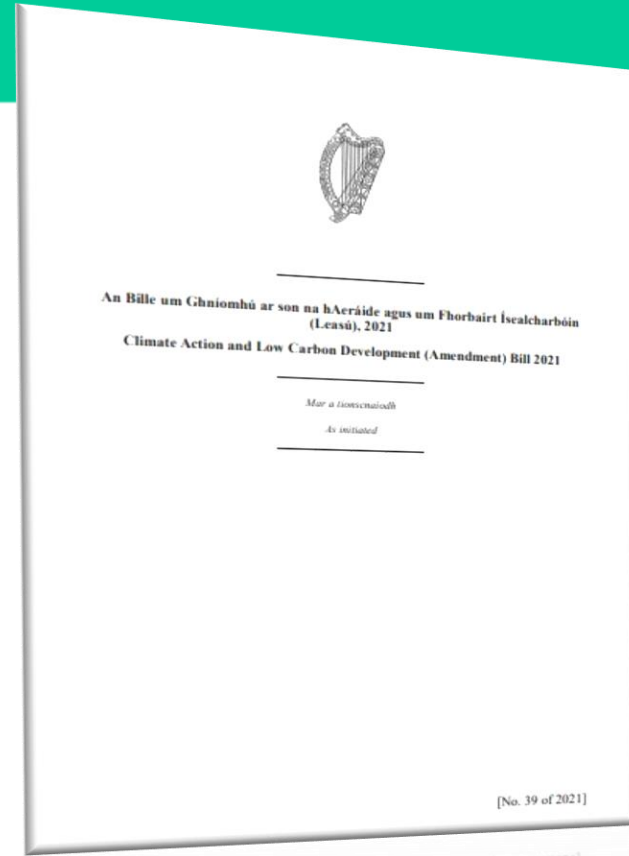 An Bille um Ghníomhú ar son na hAeráide agus um Fhorbairt Ísealcharbóin
(Leasú), 2021
Climate Action and Low Carbon Development (Amendment) Bill 2021
Mar a tionscnaíodh
As initiated
[No. 39 of 2021]